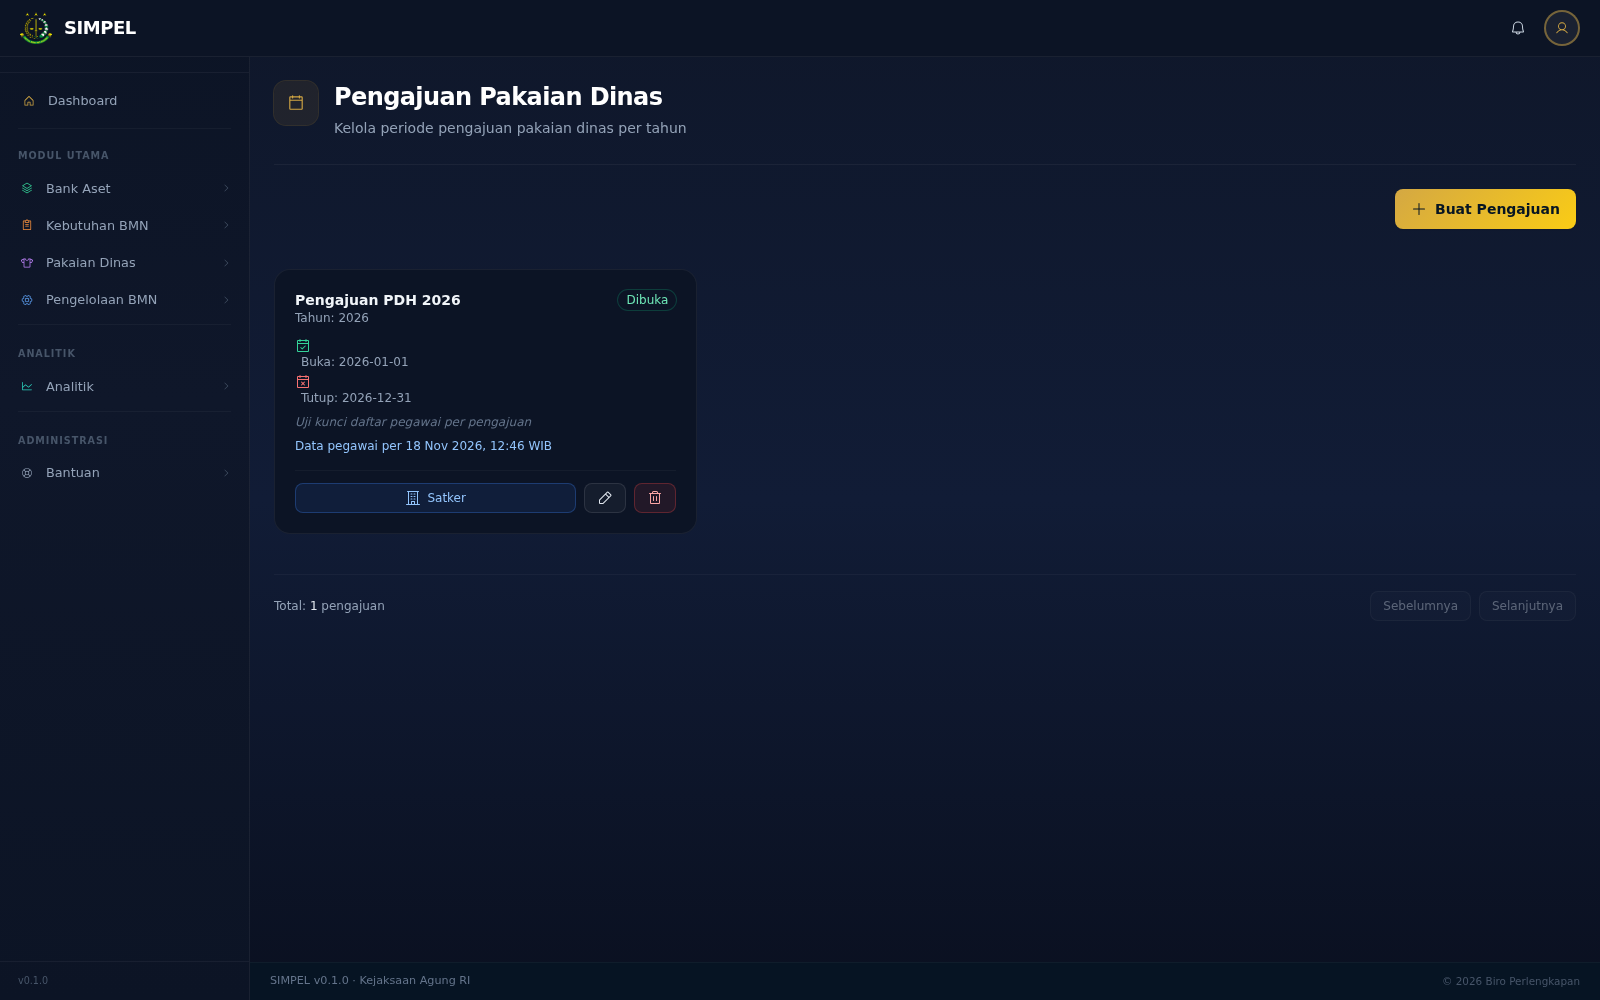 SIMPEL
Dashboard
MODUL UTAMA
Bank Aset
Kebutuhan BMN
Pakaian Dinas
Pengelolaan BMN
ANALITIK
Analitik
ADMINISTRASI
Bantuan
v0.1.0
Pengajuan Pakaian Dinas
Kelola periode pengajuan pakaian dinas per tahun
Buat Pengajuan
Pengajuan PDH 2026
Dibuka
Tahun: 2026
Buka: 2026-01-01
Tutup: 2026-12-31
Uji kunci daftar pegawai per pengajuan
Data pegawai per 18 Nov 2026, 12:46 WIB
Satker
Total: 1 pengajuan
Sebelumnya
Selanjutnya
SIMPEL v0.1.0 · Kejaksaan Agung RI
© 2026 Biro Perlengkapan